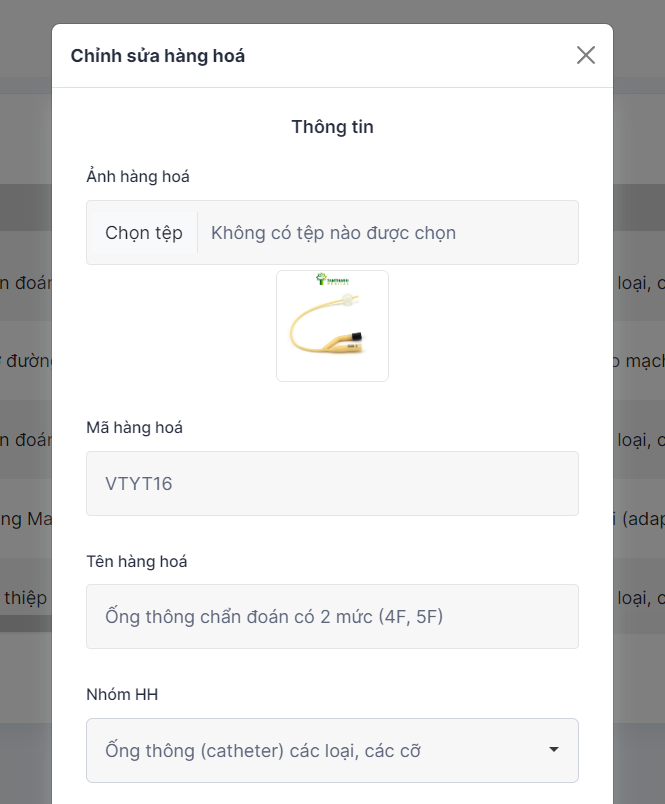 Chỉnh sửa hàng hoá
Thông tin
Ảnh hàng hoá
Chọn tệp Không có tệp nào được chọn
Mã hàng hoá
VTYT16
Tên hàng hoá
Ống thông chẩn đoán có 2 mức (4F, 5F)
Nhóm HH
Ống thông (catheter) các loại, các cỡ
n đoán
loại, c
đường
mạch
n đoán
loại, c
ng Ma
i (adap
thiệp
loại, c